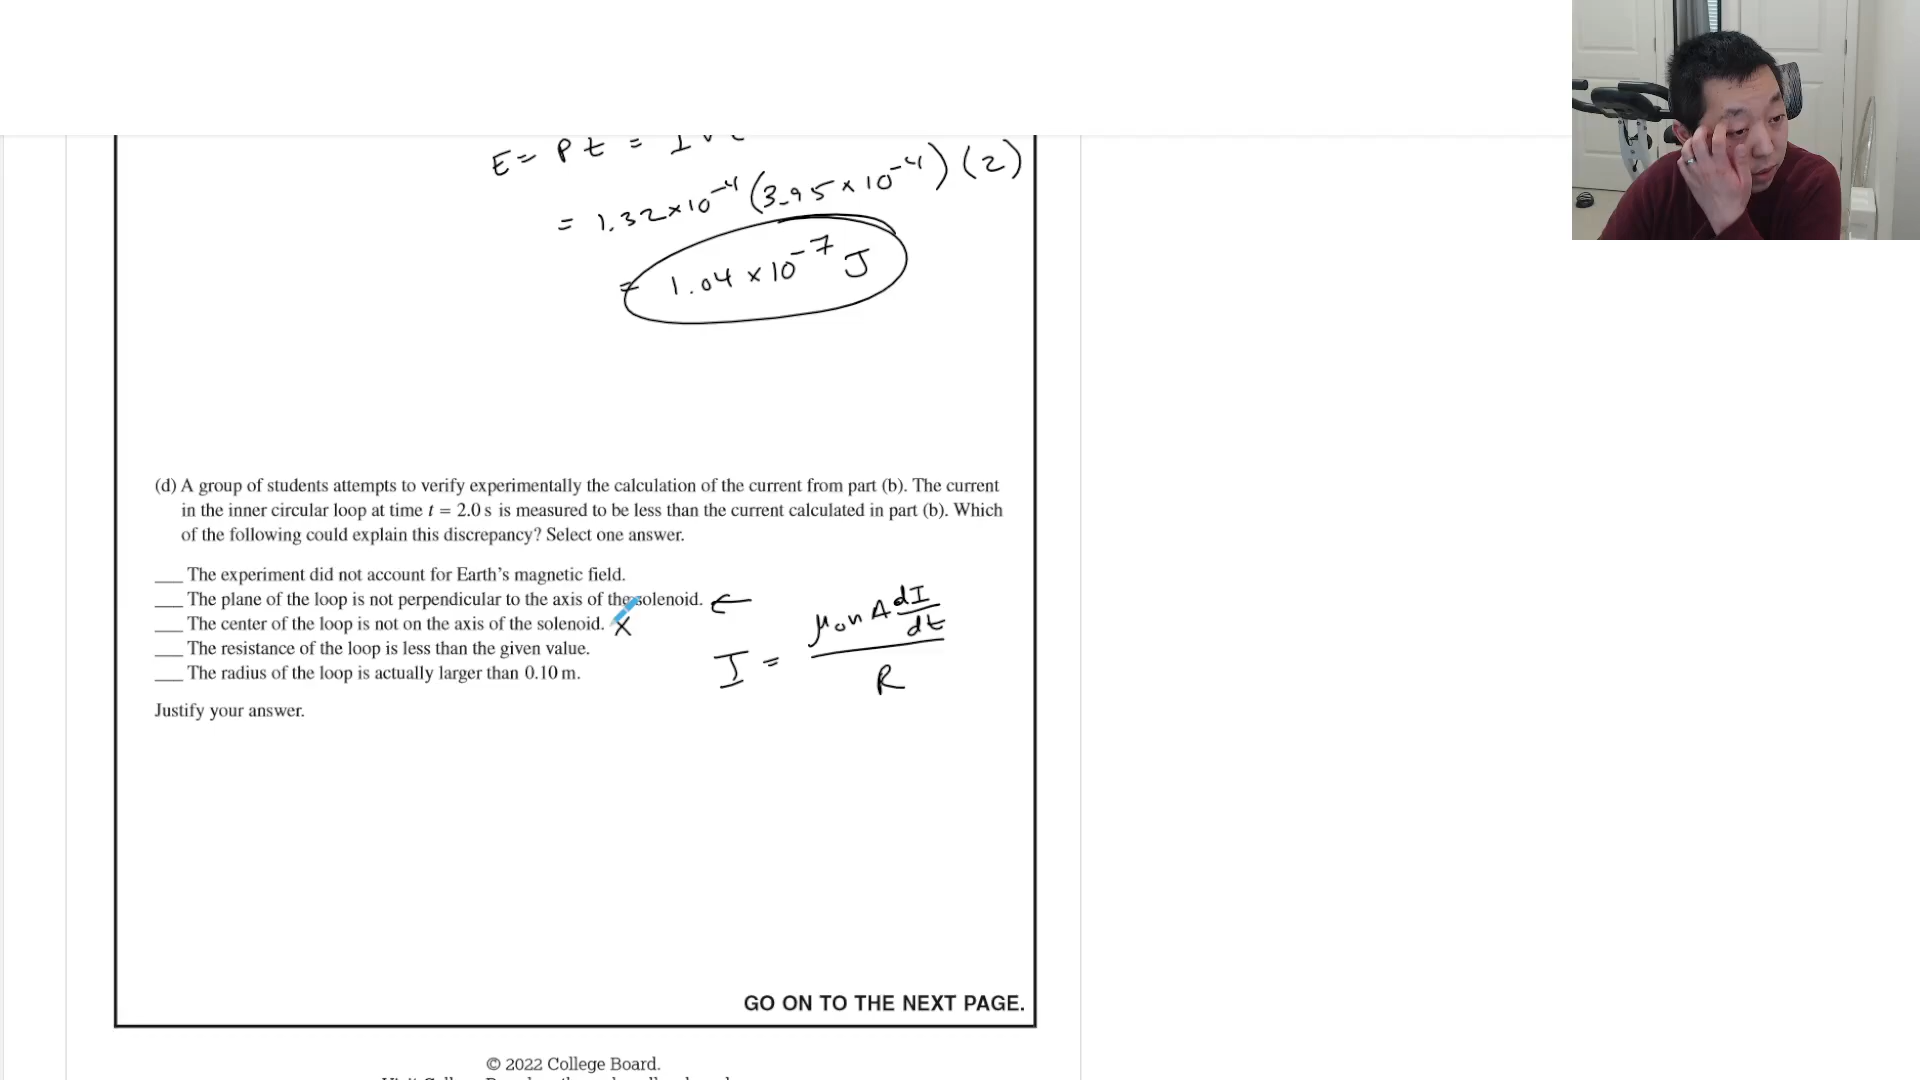 E = Pt = IV
= 1.32×10⁻⁴ (3.95×10⁻⁴) (2)
= 1.04 × 10⁻⁷ J
(d) A group of students attempts to verify experimentally the calculation of the current from part (b). The current
in the inner circular loop at time t = 2.0 s is measured to be less than the current calculated in part (b). Which
of the following could explain this discrepancy? Select one answer.
___ The experiment did not account for Earth's magnetic field.
___ The plane of the loop is not perpendicular to the axis of the solenoid. ←
___ The center of the loop is not on the axis of the solenoid. X
___ The resistance of the loop is less than the given value.
___ The radius of the loop is actually larger than 0.10 m.
I = μ₀nA dI/dt / R
Justify your answer.
GO ON TO THE NEXT PAGE.
© 2022 College Board.